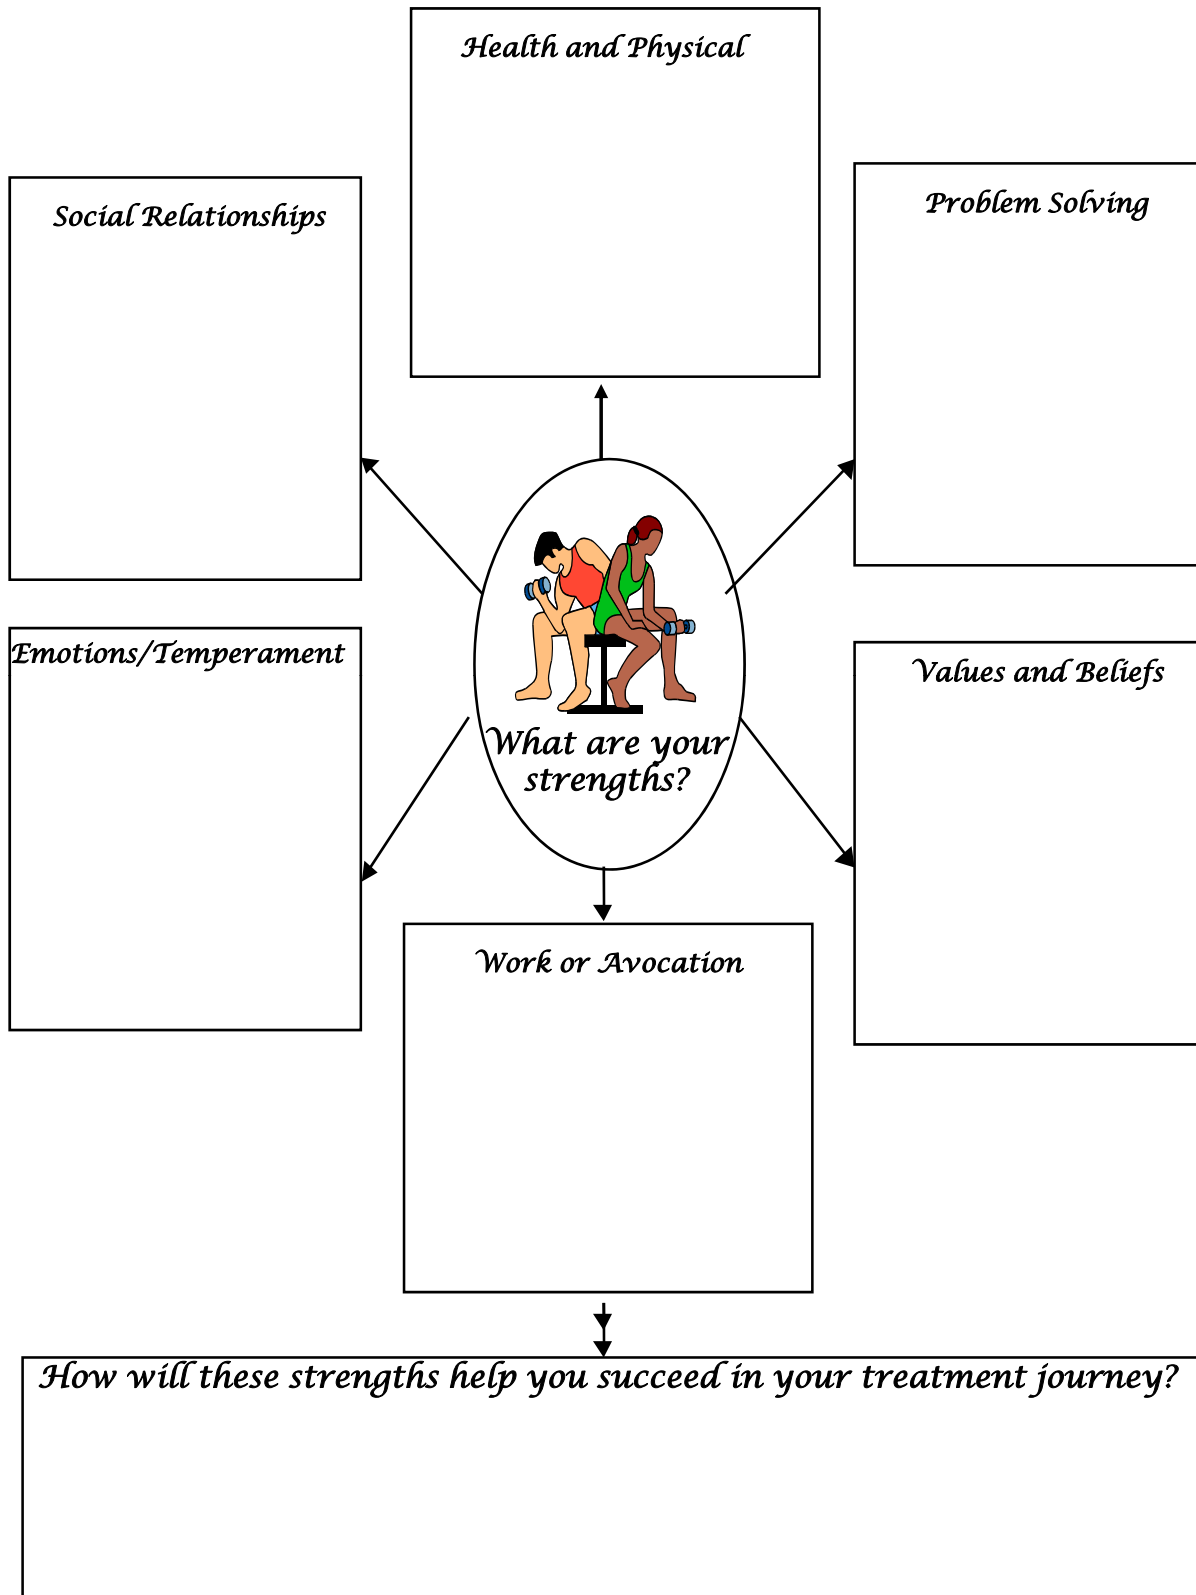 Health and Physical
Social Relationships
Problem Solving
Emotions/Temperament
Values and Beliefs
What are your
strengths?
Work or Avocation
How will these strengths help you succeed in your treatment journey?